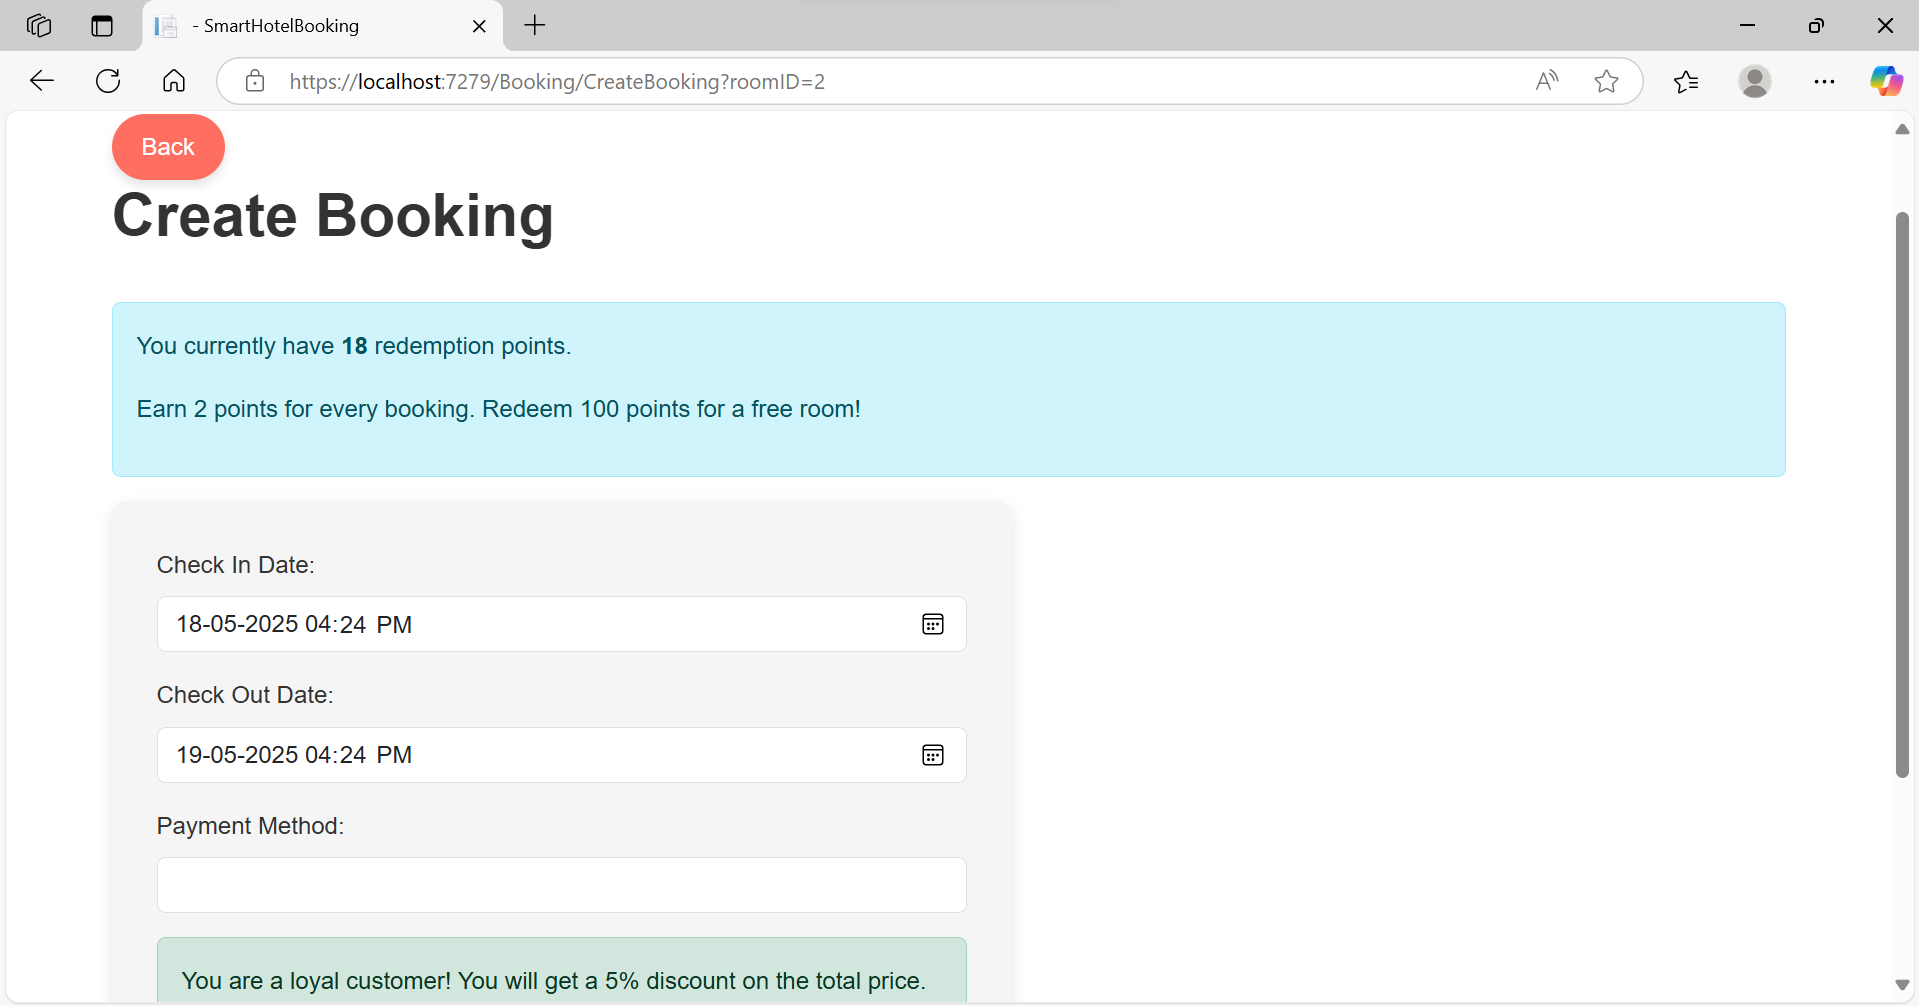 - SmartHotelBooking
https://localhost:7279/Booking/CreateBooking?roomID=2
Back
Create Booking
You currently have 18 redemption points.
Earn 2 points for every booking. Redeem 100 points for a free room!
Check In Date:
18-05-2025 04:24 PM
Check Out Date:
19-05-2025 04:24 PM
Payment Method:
You are a loyal customer! You will get a 5% discount on the total price.